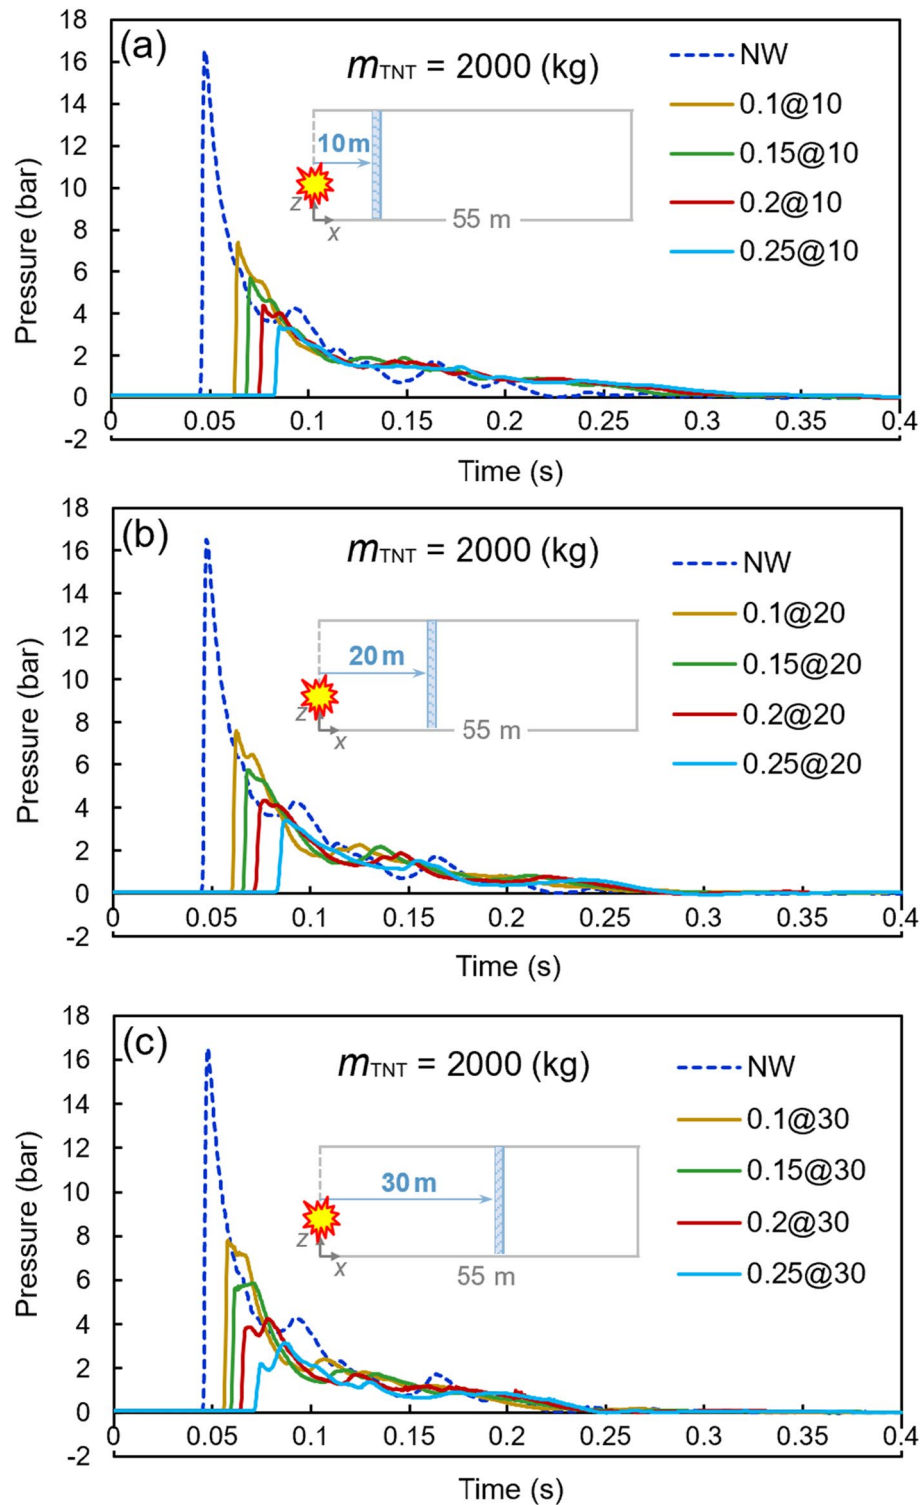 (a)
mTNT = 2000 (kg)
NW
0.1@10
0.15@10
0.2@10
0.25@10
10 m
z
x
55 m
Pressure (bar)
18
16
14
12
10
8
6
4
2
0
-2
0 0.05 0.1 0.15 0.2 0.25 0.3 0.35 0.4
Time (s)
(b)
mTNT = 2000 (kg)
NW
0.1@20
0.15@20
0.2@20
0.25@20
20 m
z
x
55 m
Pressure (bar)
18
16
14
12
10
8
6
4
2
0
-2
0 0.05 0.1 0.15 0.2 0.25 0.3 0.35 0.4
Time (s)
(c)
mTNT = 2000 (kg)
NW
0.1@30
0.15@30
0.2@30
0.25@30
30 m
z
x
55 m
Pressure (bar)
18
16
14
12
10
8
6
4
2
0
-2
0 0.05 0.1 0.15 0.2 0.25 0.3 0.35 0.4
Time (s)